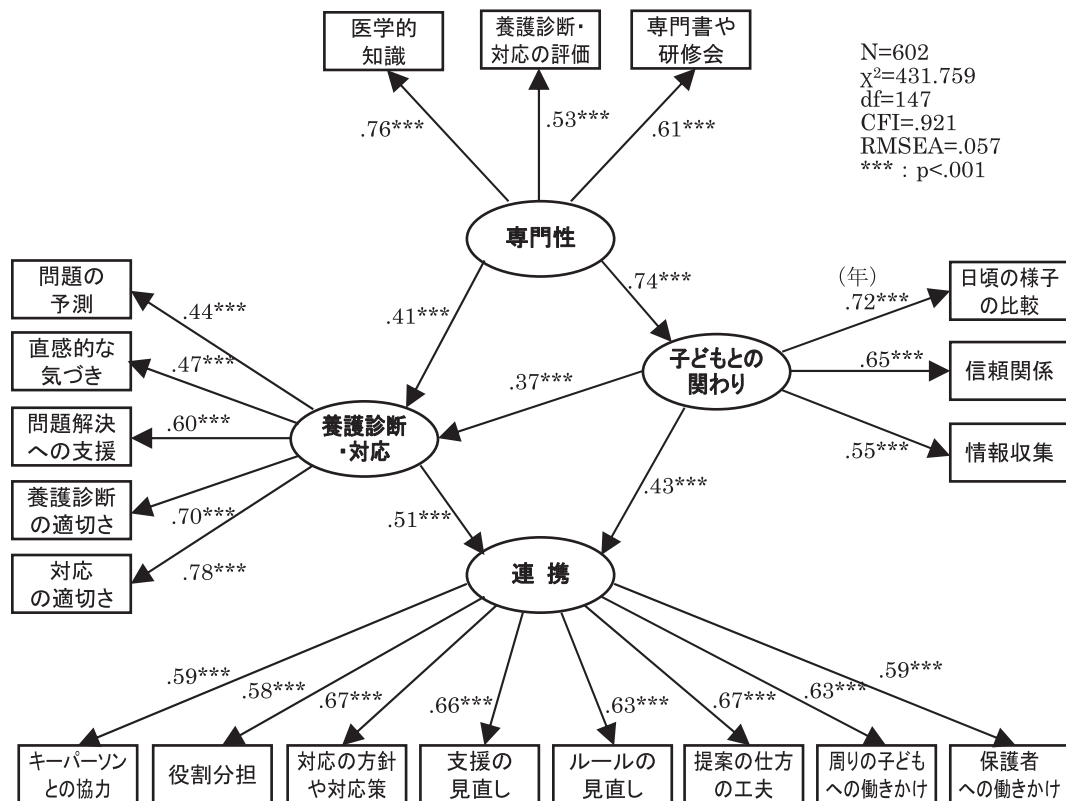 医学的
知識
養護診断・
対応の評価
専門書や
研修会
N=602
χ²=431.759
df=147
CFI=.921
RMSEA=.057
*** : p<.001
.76***
.53***
.61***
専門性
問題の
予測
直感的な
気づき
問題解決
への支援
養護診断
の適切さ
対応
の適切さ
.44***
.47***
.60***
.70***
.78***
.41***
.74***
(年)
.72***
.65***
.55***
日頃の様子
の比較
信頼関係
情報収集
子どもとの
関わり
.37***
養護診断
・対応
.51***
.43***
連 携
.59***
.58***
.67***
.66***
.63***
.67***
.63***
.59***
キーパーソン
との協力
役割分担
対応の方針
や対応策
支援の
見直し
ルールの
見直し
提案の仕方
の工夫
周りの子ども
への働きかけ
保護者
への働きかけ